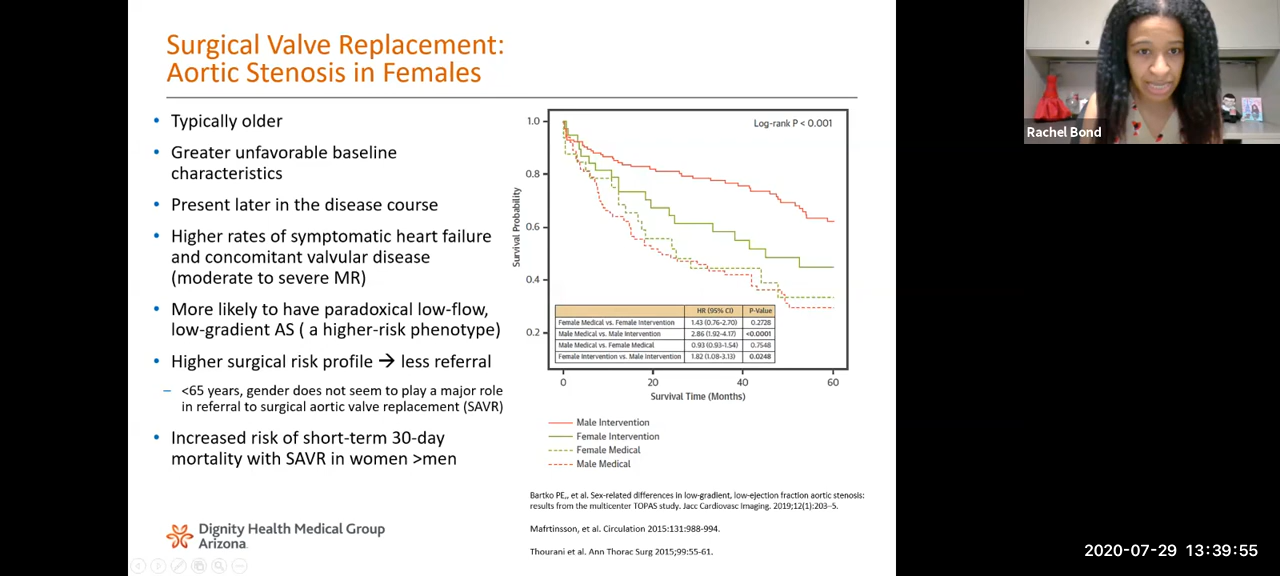 Surgical Valve Replacement:
Aortic Stenosis in Females
• Typically older
• Greater unfavorable baseline
characteristics
• Present later in the disease course
• Higher rates of symptomatic heart failure
and concomitant valvular disease
(moderate to severe MR)
• More likely to have paradoxical low-flow,
low-gradient AS ( a higher-risk phenotype)
• Higher surgical risk profile → less referral
– <65 years, gender does not seem to play a major role
in referral to surgical aortic valve replacement (SAVR)
• Increased risk of short-term 30-day
mortality with SAVR in women >men
Dignity Health Medical Group
Arizona
Log-rank P < 0.001
Survival Probability
1.0
0.8
0.6
0.4
0.2
HR (95% CI) P-Value
Female Medical vs. Female Intervention 1.43 (0.76-2.70) 0.2728
Male Medical vs. Male Intervention 2.86 (1.92-4.17) <0.0001
Male Medical vs. Female Medical 0.93 (0.93-1.54) 0.7548
Female Intervention vs. Male Intervention 1.82 (1.08-3.13) 0.0248
0 20 40 60
Survival Time (Months)
Male Intervention
Female Intervention
Female Medical
Male Medical
Bartko PE,, et al. Sex-related differences in low-gradient, low-ejection fraction aortic stenosis:
results from the multicenter TOPAS study. Jacc Cardiovasc Imaging. 2019;12(1):203–5.
Mafrtinsson, et al. Circulation 2015:131:988-994.
Thourani et al. Ann Thorac Surg 2015;99:55-61.
Rachel Bond
2020-07-29 13:39:55